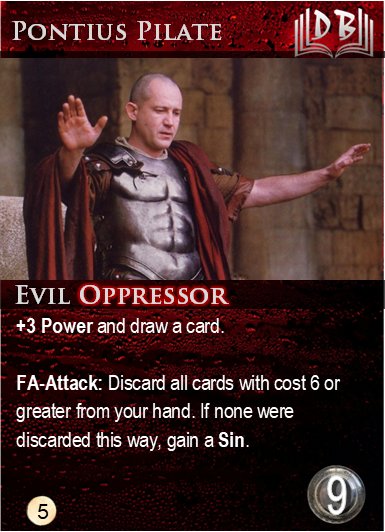 PONTIUS PILATE
DB
EVIL OPPRESSOR
+3 Power and draw a card.
FA-Attack: Discard all cards with cost 6 or
greater from your hand. If none were
discarded this way, gain a Sin.
5
9